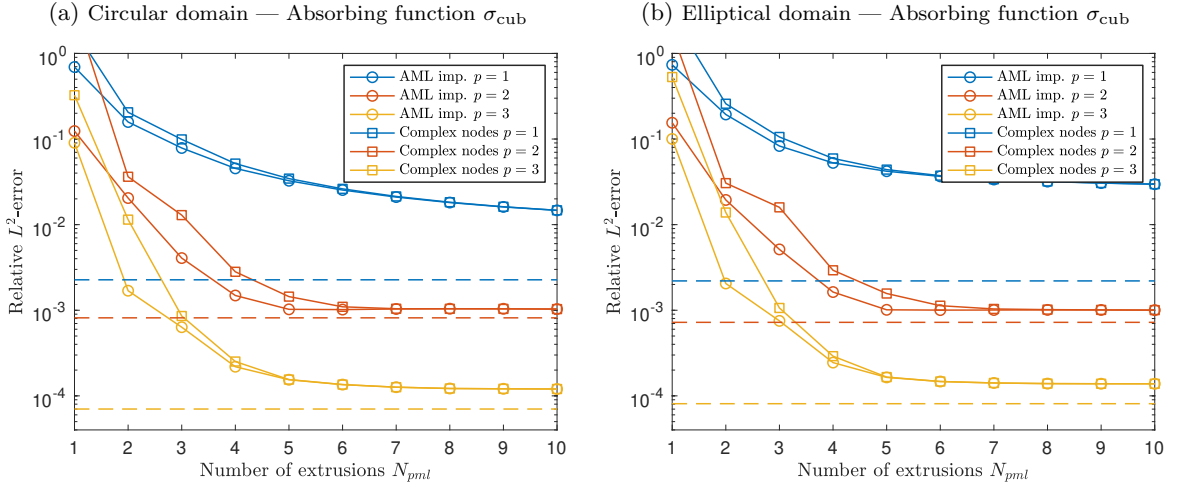 (a) Circular domain — Absorbing function σcub
10⁰
10⁻¹
10⁻²
10⁻³
10⁻⁴
Relative L²-error
AML imp. p = 1
AML imp. p = 2
AML imp. p = 3
Complex nodes p = 1
Complex nodes p = 2
Complex nodes p = 3
1 2 3 4 5 6 7 8 9 10
Number of extrusions Npml
(b) Elliptical domain — Absorbing function σcub
10⁰
10⁻¹
10⁻²
10⁻³
10⁻⁴
Relative L²-error
AML imp. p = 1
AML imp. p = 2
AML imp. p = 3
Complex nodes p = 1
Complex nodes p = 2
Complex nodes p = 3
1 2 3 4 5 6 7 8 9 10
Number of extrusions Npml